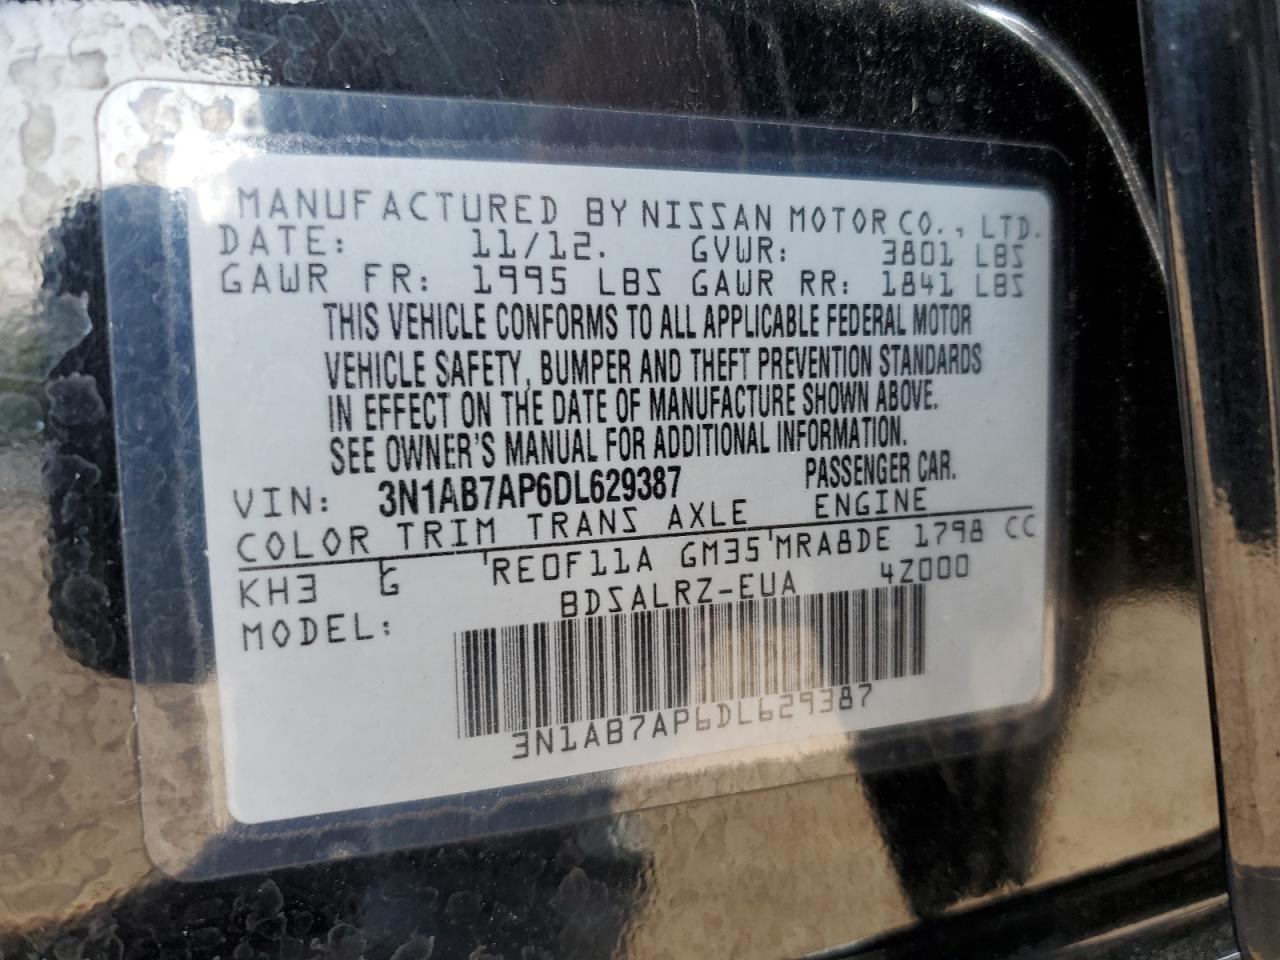 MANUFACTURED BY NISSAN MOTOR CO., LTD.
DATE: 11/12. GVWR: 3801 LBS
GAWR FR: 1995 LBS GAWR RR: 1841 LBS
THIS VEHICLE CONFORMS TO ALL APPLICABLE FEDERAL MOTOR
VEHICLE SAFETY, BUMPER AND THEFT PREVENTION STANDARDS
IN EFFECT ON THE DATE OF MANUFACTURE SHOWN ABOVE.
SEE OWNER'S MANUAL FOR ADDITIONAL INFORMATION.
VIN: 3N1AB7AP6DL629387 PASSENGER CAR.
COLOR TRIM TRANS AXLE ENGINE
KH3 G RE0F11A GM35 MRA8DE 1798 CC
MODEL: BDSALRZ-EUA 4Z000
3N1AB7AP6DL629387